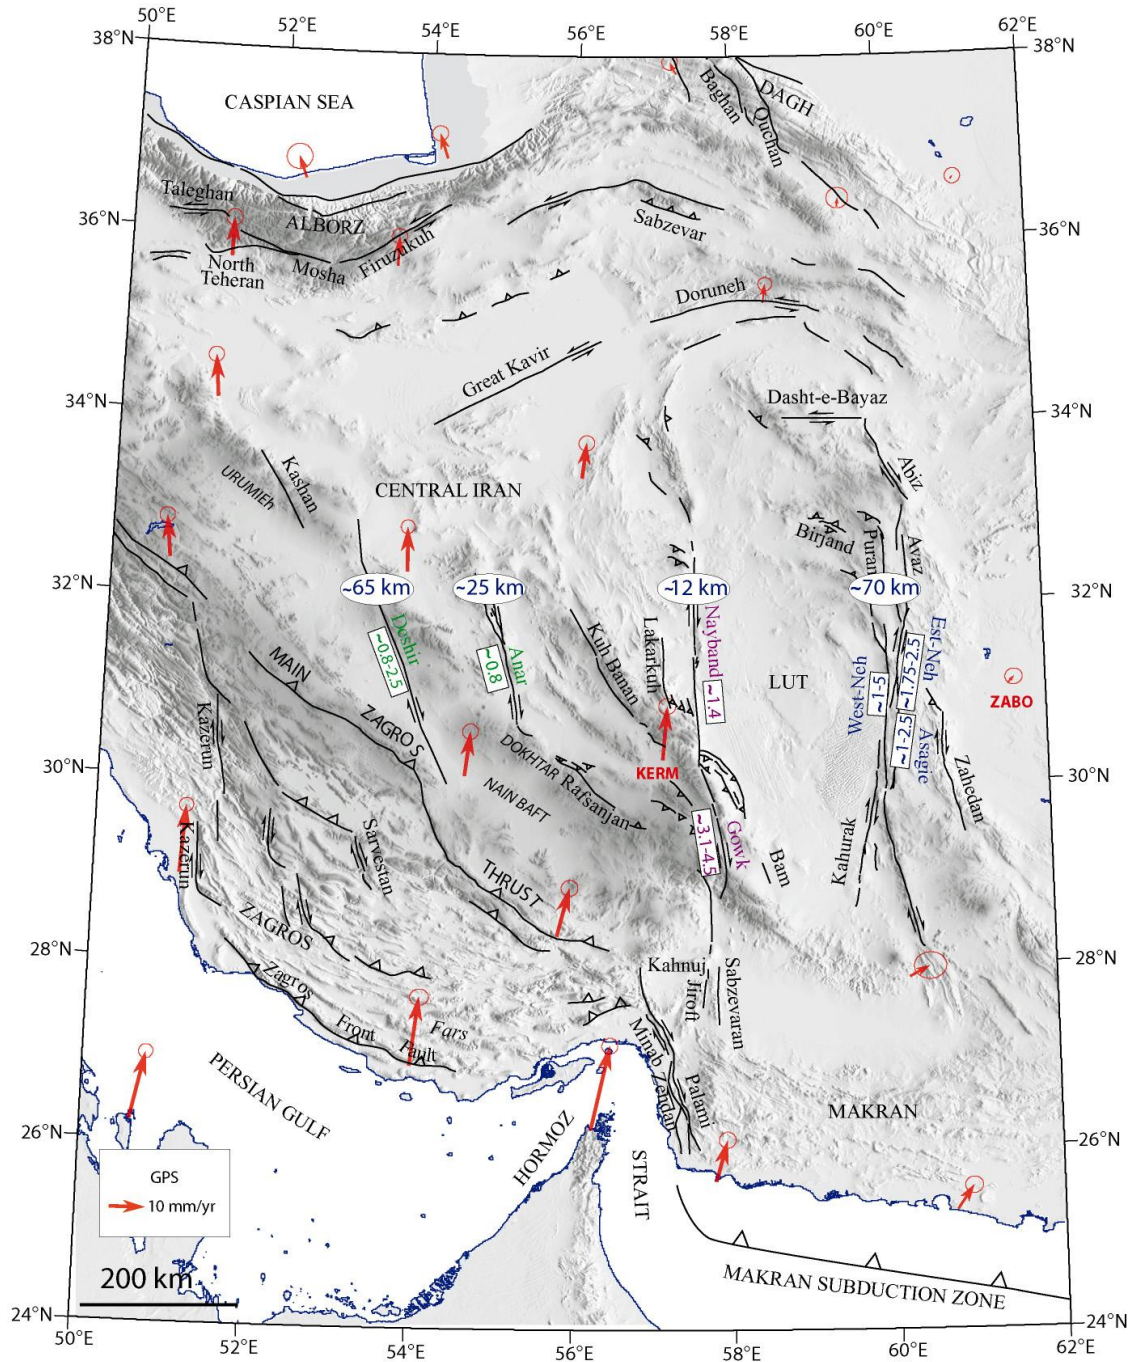 50°E
52°E
54°E
56°E
58°E
60°E
62°E
38°N
38°N
CASPIAN SEA
Baghan
DAGH
Quchan
Taleghan
ALBORZ
36°N
36°N
Sabzevar
North
Teheran
Mosha
Firuzukuh
Doruneh
Great Kavir
34°N
34°N
Dasht-e-Bayaz
Kashan
URUMIEh
CENTRAL IRAN
Abiz
Birjand
Puran
Avaz
32°N
32°N
~65 km
~25 km
~12 km
~70 km
Deshir
~0.8-2.5
Anar
~0.8
Kuh Banan
Lakarkuh
Nayband
~1.4
LUT
West-Neh
~1-5
~1.75-2.5
Est-Neh
ZABO
MAIN
ZAGROS
THRUST
Kazerun
~1-2.5
Asagie
Zahedan
30°N
30°N
DOKHTAR
NAIN BAFT
Rafsanjan
KERM
~3.1-4.5
Gowk
Bam
Kahurak
Kazerun
Sarvestan
ZAGROS
28°N
28°N
Kahnuj
Jiroft
Sabzevaran
Zagros
Front
Fault
Fars
Minab
Zendan
Palami
PERSIAN GULF
HORMOZ
STRAIT
MAKRAN
26°N
26°N
GPS
10 mm/yr
200 km
MAKRAN SUBDUCTION ZONE
24°N
24°N
50°E
52°E
54°E
56°E
58°E
60°E
62°E